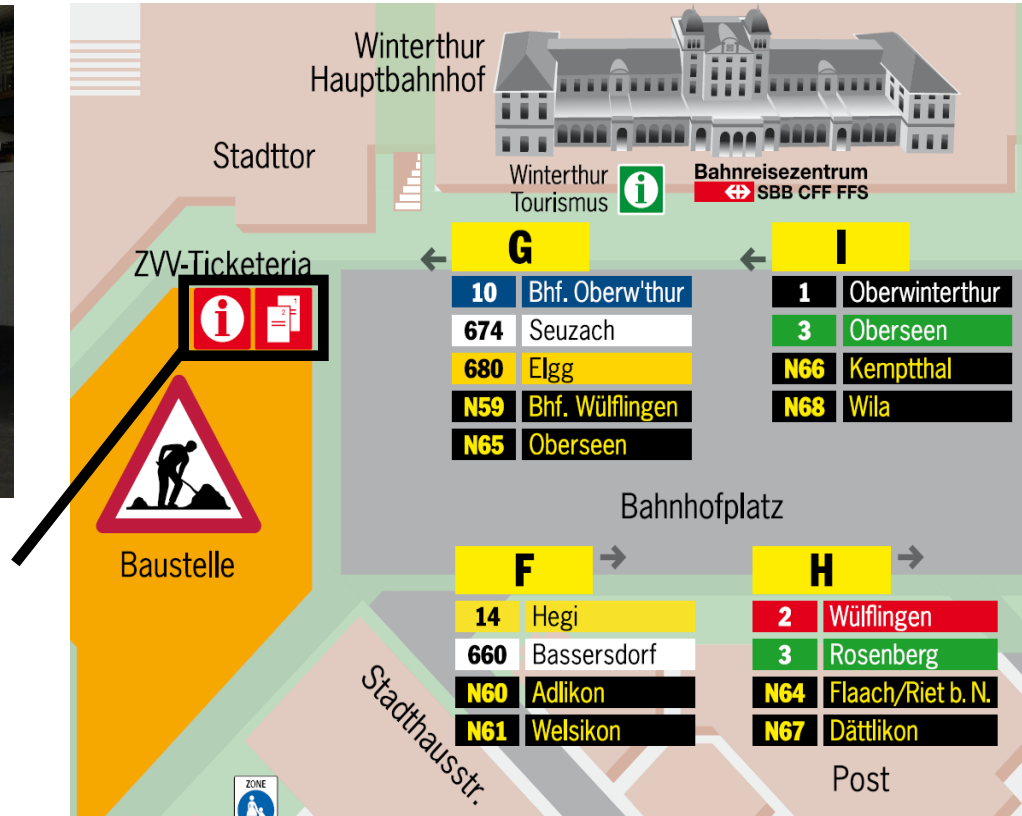 Winterthur
Hauptbahnhof
Stadttor
Winterthur
Tourismus
i
Bahnreisezentrum
SBB CFF FFS
ZVV-Ticketeria
i
2
1
G
10 Bhf. Oberw'thur
674 Seuzach
680 Elgg
N59 Bhf. Wülflingen
N65 Oberseen
I
1 Oberwinterthur
3 Oberseen
N66 Kemptthal
N68 Wila
Bahnhofplatz
Baustelle
F
14 Hegi
660 Bassersdorf
N60 Adlikon
N61 Welsikon
H
2 Wülflingen
3 Rosenberg
N64 Flaach/Riet b. N.
N67 Dättlikon
Stadthausstr.
Post
ZONE